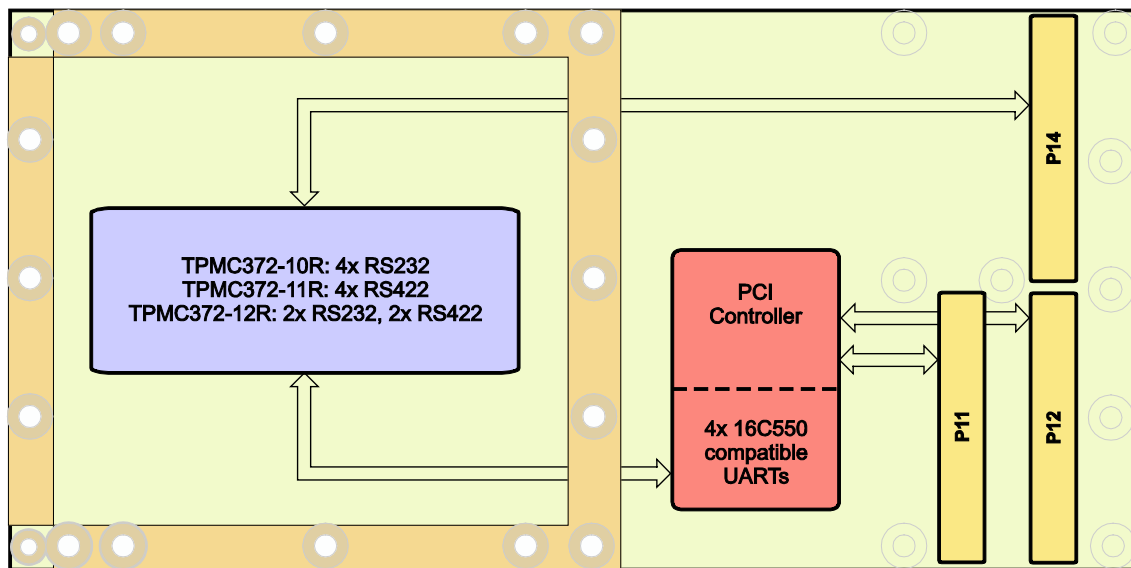 P14
TPMC372-10R: 4x RS232
TPMC372-11R: 4x RS422
TPMC372-12R: 2x RS232, 2x RS422
PCI
Controller
4x 16C550
compatible
UARTs
P11
P12